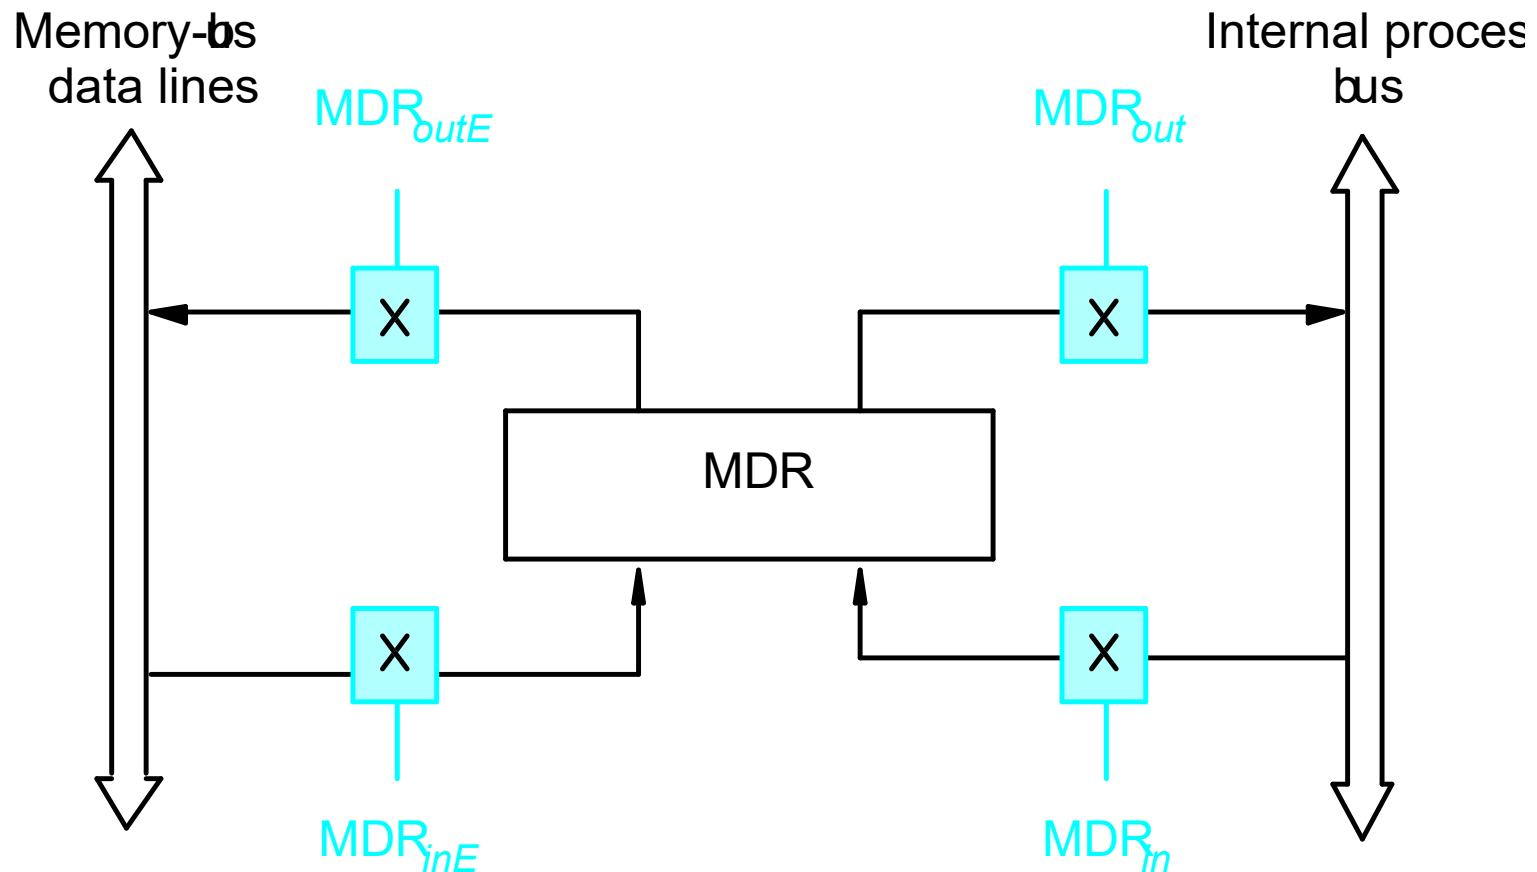 Memory-bus
data lines
Internal proces
bus
MDRoutE
MDRout
X
X
MDR
X
X
MDRinE
MDRin